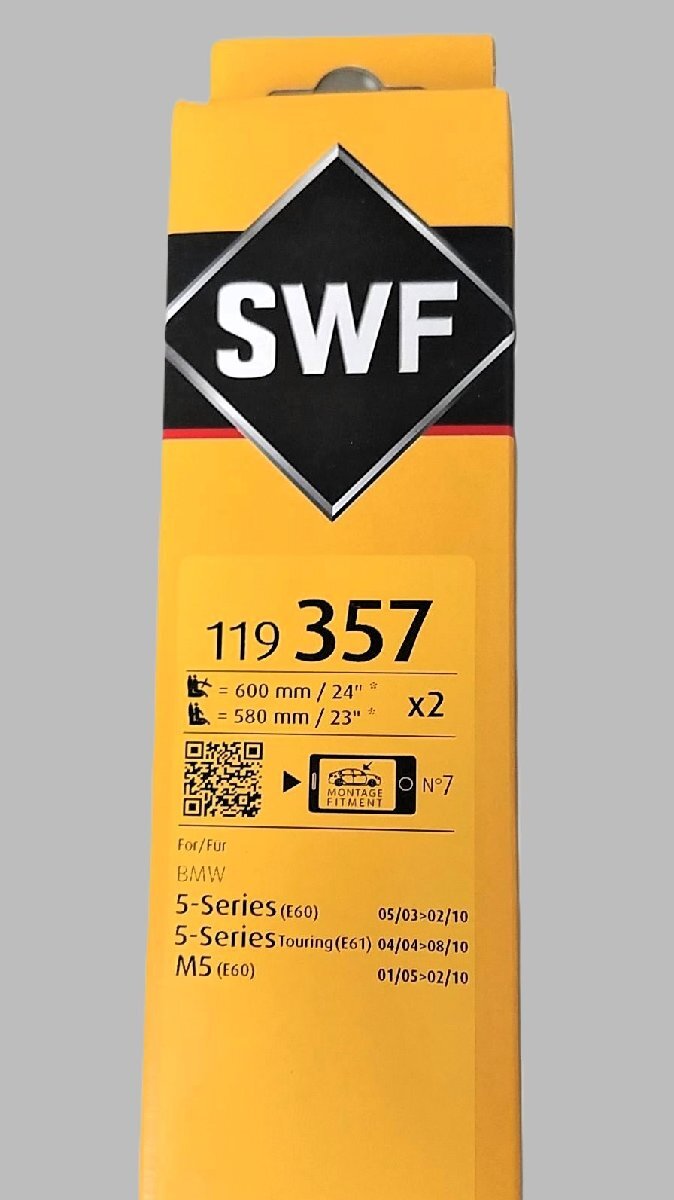 SWF
119 357
= 600 mm / 24" *
= 580 mm / 23" *
x2
MONTAGE
FITMENT
N°7
For/Für
BMW
5-Series (E60) 05/03>02/10
5-Series Touring (E61) 04/04>08/10
M5 (E60) 01/05>02/10